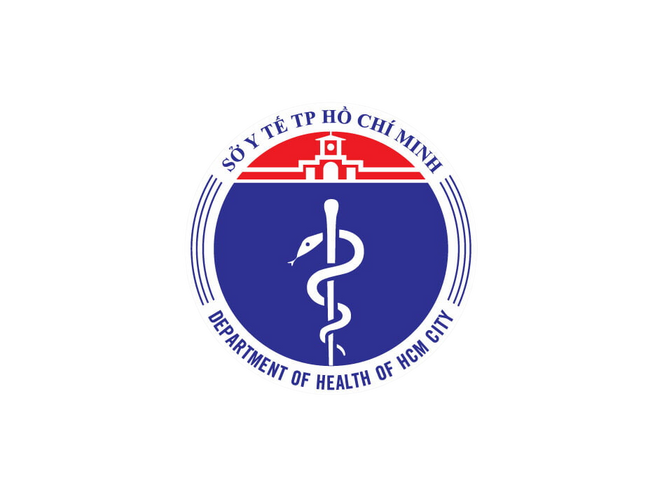 SỞ Y TẾ TP HỒ CHÍ MINH
DEPARTMENT OF HEALTH OF HCM CITY